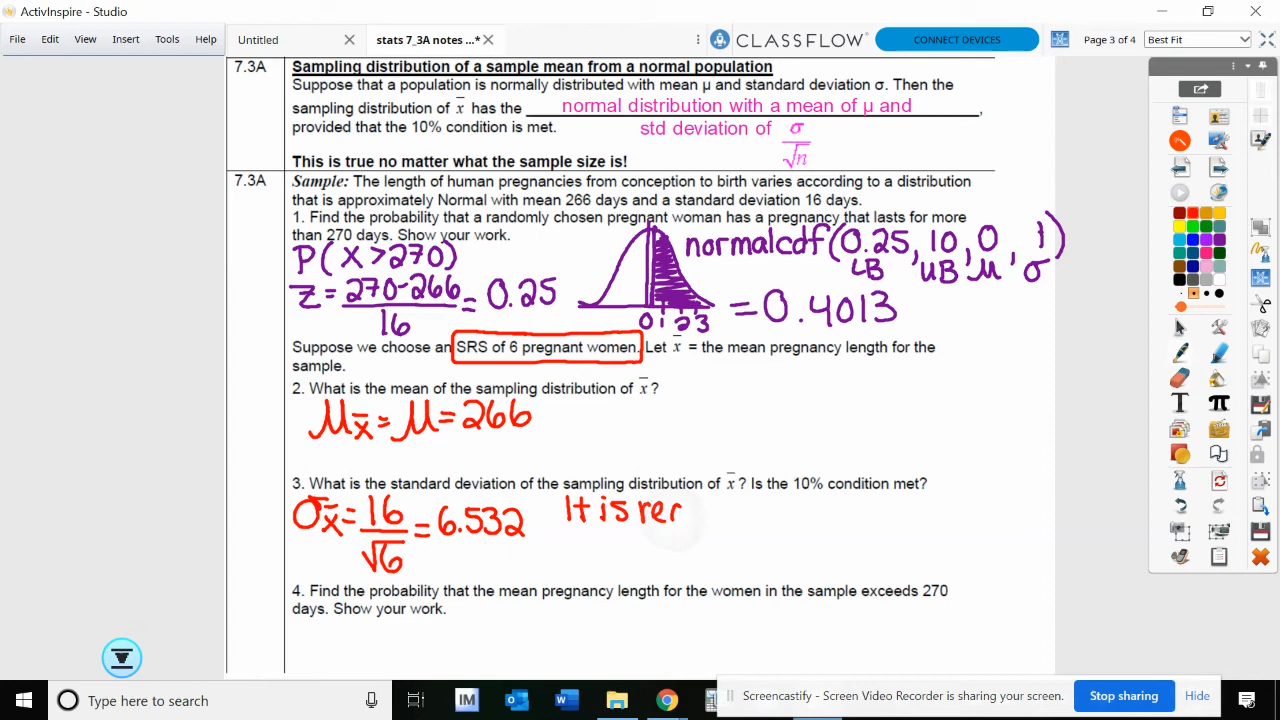 ActivInspire - Studio
File Edit View Insert Tools Help
Untitled
stats 7_3A notes ...*
CLASSFLOW
CONNECT DEVICES
Page 3 of 4
Best Fit
7.3A
Sampling distribution of a sample mean from a normal population
Suppose that a population is normally distributed with mean μ and standard deviation σ. Then the
sampling distribution of x̄ has the normal distribution with a mean of μ and,
provided that the 10% condition is met. std deviation of σ/√n
This is true no matter what the sample size is!
7.3A
Sample: The length of human pregnancies from conception to birth varies according to a distribution
that is approximately Normal with mean 266 days and a standard deviation 16 days.
1. Find the probability that a randomly chosen pregnant woman has a pregnancy that lasts for more
than 270 days. Show your work.
P(X>270)
z = 270-266/16 = 0.25
0 1 2 3
normalcdf(0.25, 10, 0, 1)
LB UB μ σ
= 0.4013
Suppose we choose an SRS of 6 pregnant women. Let x̄ = the mean pregnancy length for the
sample.
2. What is the mean of the sampling distribution of x̄?
μx̄ = μ = 266
3. What is the standard deviation of the sampling distribution of x̄? Is the 10% condition met?
σx̄ = 16/√6 = 6.532
It is rer
4. Find the probability that the mean pregnancy length for the women in the sample exceeds 270
days. Show your work.
Type here to search
IM
Screencastify - Screen Video Recorder is sharing your screen.
Stop sharing
Hide